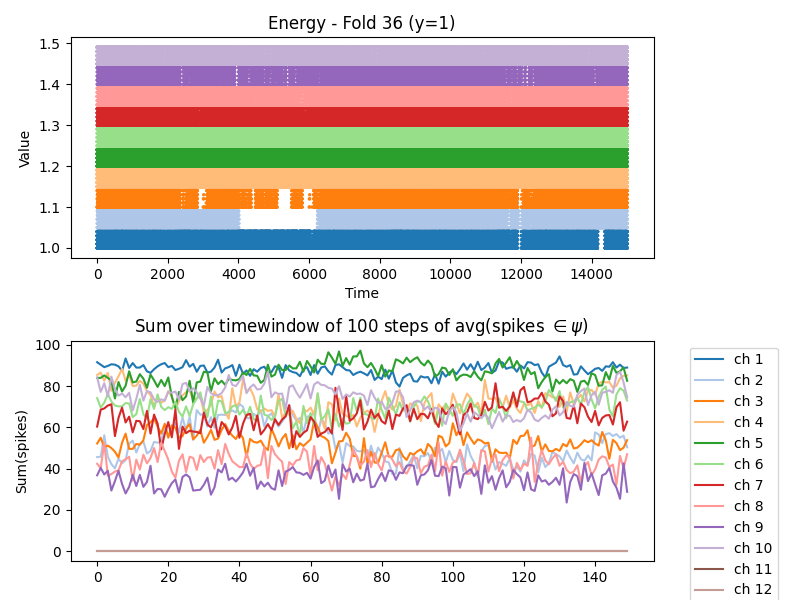 Energy - Fold 36 (y=1)
1.5
1.4
1.3
1.2
1.1
1.0
Value
0 2000 4000 6000 8000 10000 12000 14000
Time
Sum over timewindow of 100 steps of avg(spikes ∈ ψ)
100
80
60
40
20
0
Sum(spikes)
0 20 40 60 80 100 120 140
ch 1
ch 2
ch 3
ch 4
ch 5
ch 6
ch 7
ch 8
ch 9
ch 10
ch 11
ch 12